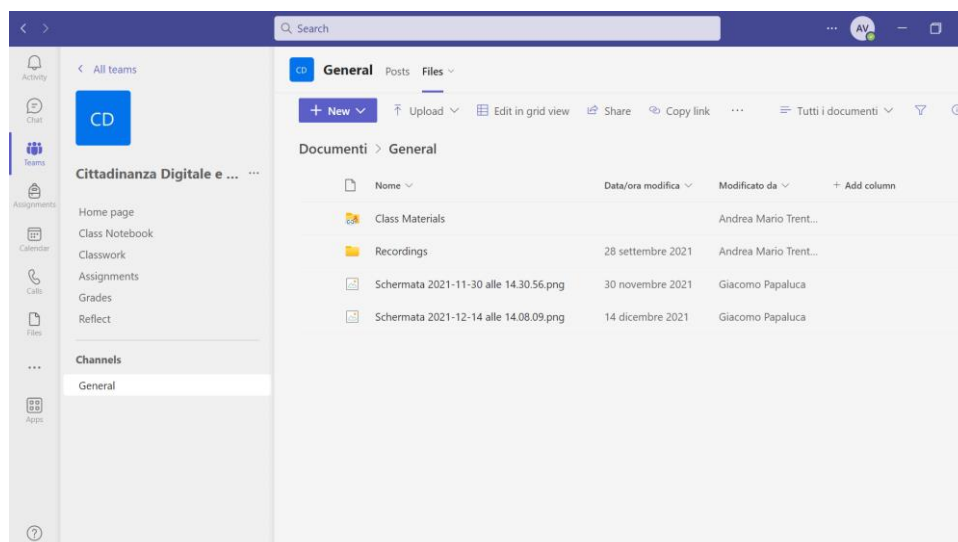 Search
AV
Activity
Chat
Teams
Assignments
Calendar
Calls
Files
...
Apps
All teams
CD
Cittadinanza Digitale e ... ...
Home page
Class Notebook
Classwork
Assignments
Grades
Reflect
Channels
General
CD General Posts Files
+ New Upload Edit in grid view Share Copy link ... Tutti i documenti
Documenti > General
Nome Data/ora modifica Modificato da + Add column
Class Materials Andrea Mario Trent...
Recordings 28 settembre 2021 Andrea Mario Trent...
Schermata 2021-11-30 alle 14.30.56.png 30 novembre 2021 Giacomo Papaluca
Schermata 2021-12-14 alle 14.08.09.png 14 dicembre 2021 Giacomo Papaluca